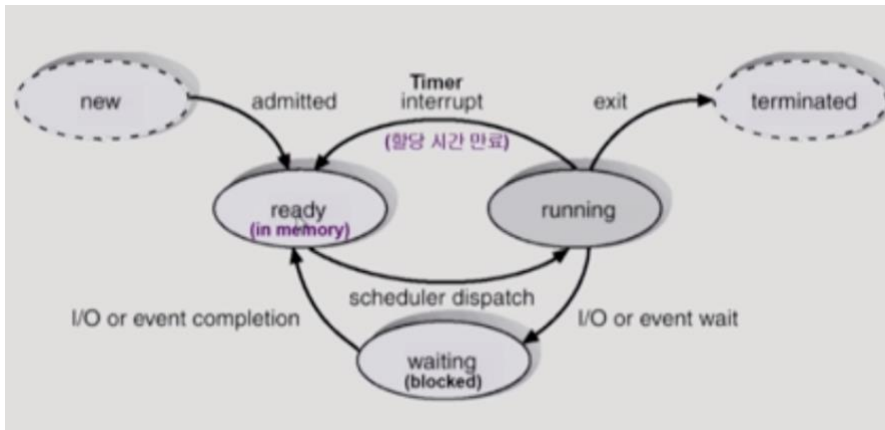 Timer
new
admitted
interrupt
exit
terminated
(할당 시간 만료)
ready
(in memory)
running
scheduler dispatch
I/O or event completion
I/O or event wait
waiting
(blocked)